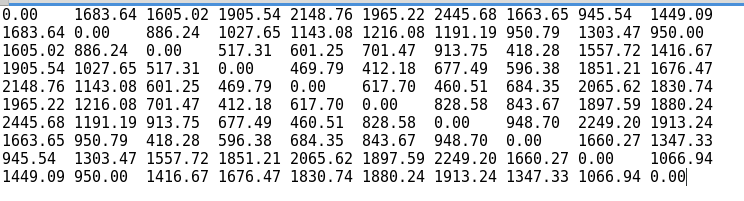 0.00 1683.64 1605.02 1905.54 2148.76 1965.22 2445.68 1663.65 945.54 1449.09
1683.64 0.00 886.24 1027.65 1143.08 1216.08 1191.19 950.79 1303.47 950.00
1605.02 886.24 0.00 517.31 601.25 701.47 913.75 418.28 1557.72 1416.67
1905.54 1027.65 517.31 0.00 469.79 412.18 677.49 596.38 1851.21 1676.47
2148.76 1143.08 601.25 469.79 0.00 617.70 460.51 684.35 2065.62 1830.74
1965.22 1216.08 701.47 412.18 617.70 0.00 828.58 843.67 1897.59 1880.24
2445.68 1191.19 913.75 677.49 460.51 828.58 0.00 948.70 2249.20 1913.24
1663.65 950.79 418.28 596.38 684.35 843.67 948.70 0.00 1660.27 1347.33
945.54 1303.47 1557.72 1851.21 2065.62 1897.59 2249.20 1660.27 0.00 1066.94
1449.09 950.00 1416.67 1676.47 1830.74 1880.24 1913.24 1347.33 1066.94 0.00